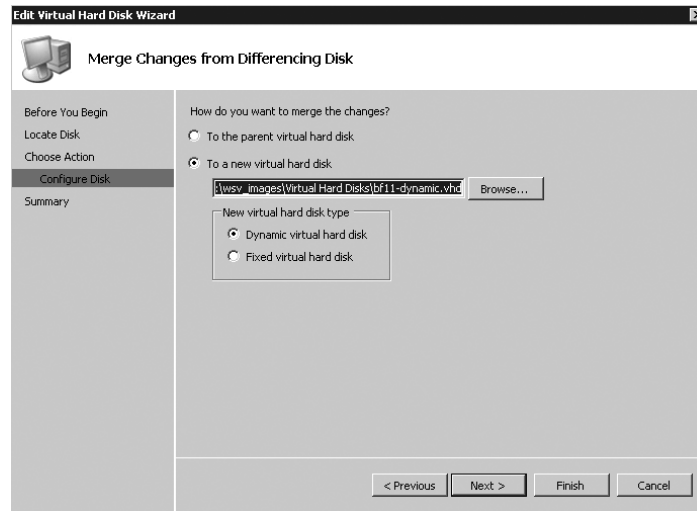 Edit Virtual Hard Disk Wizard
Merge Changes from Differencing Disk
Before You Begin
Locate Disk
Choose Action
Configure Disk
Summary
How do you want to merge the changes?
To the parent virtual hard disk
To a new virtual hard disk
:\wsv_images\Virtual Hard Disks\bf11-dynamic.vhd
Browse...
New virtual hard disk type
Dynamic virtual hard disk
Fixed virtual hard disk
< Previous
Next >
Finish
Cancel